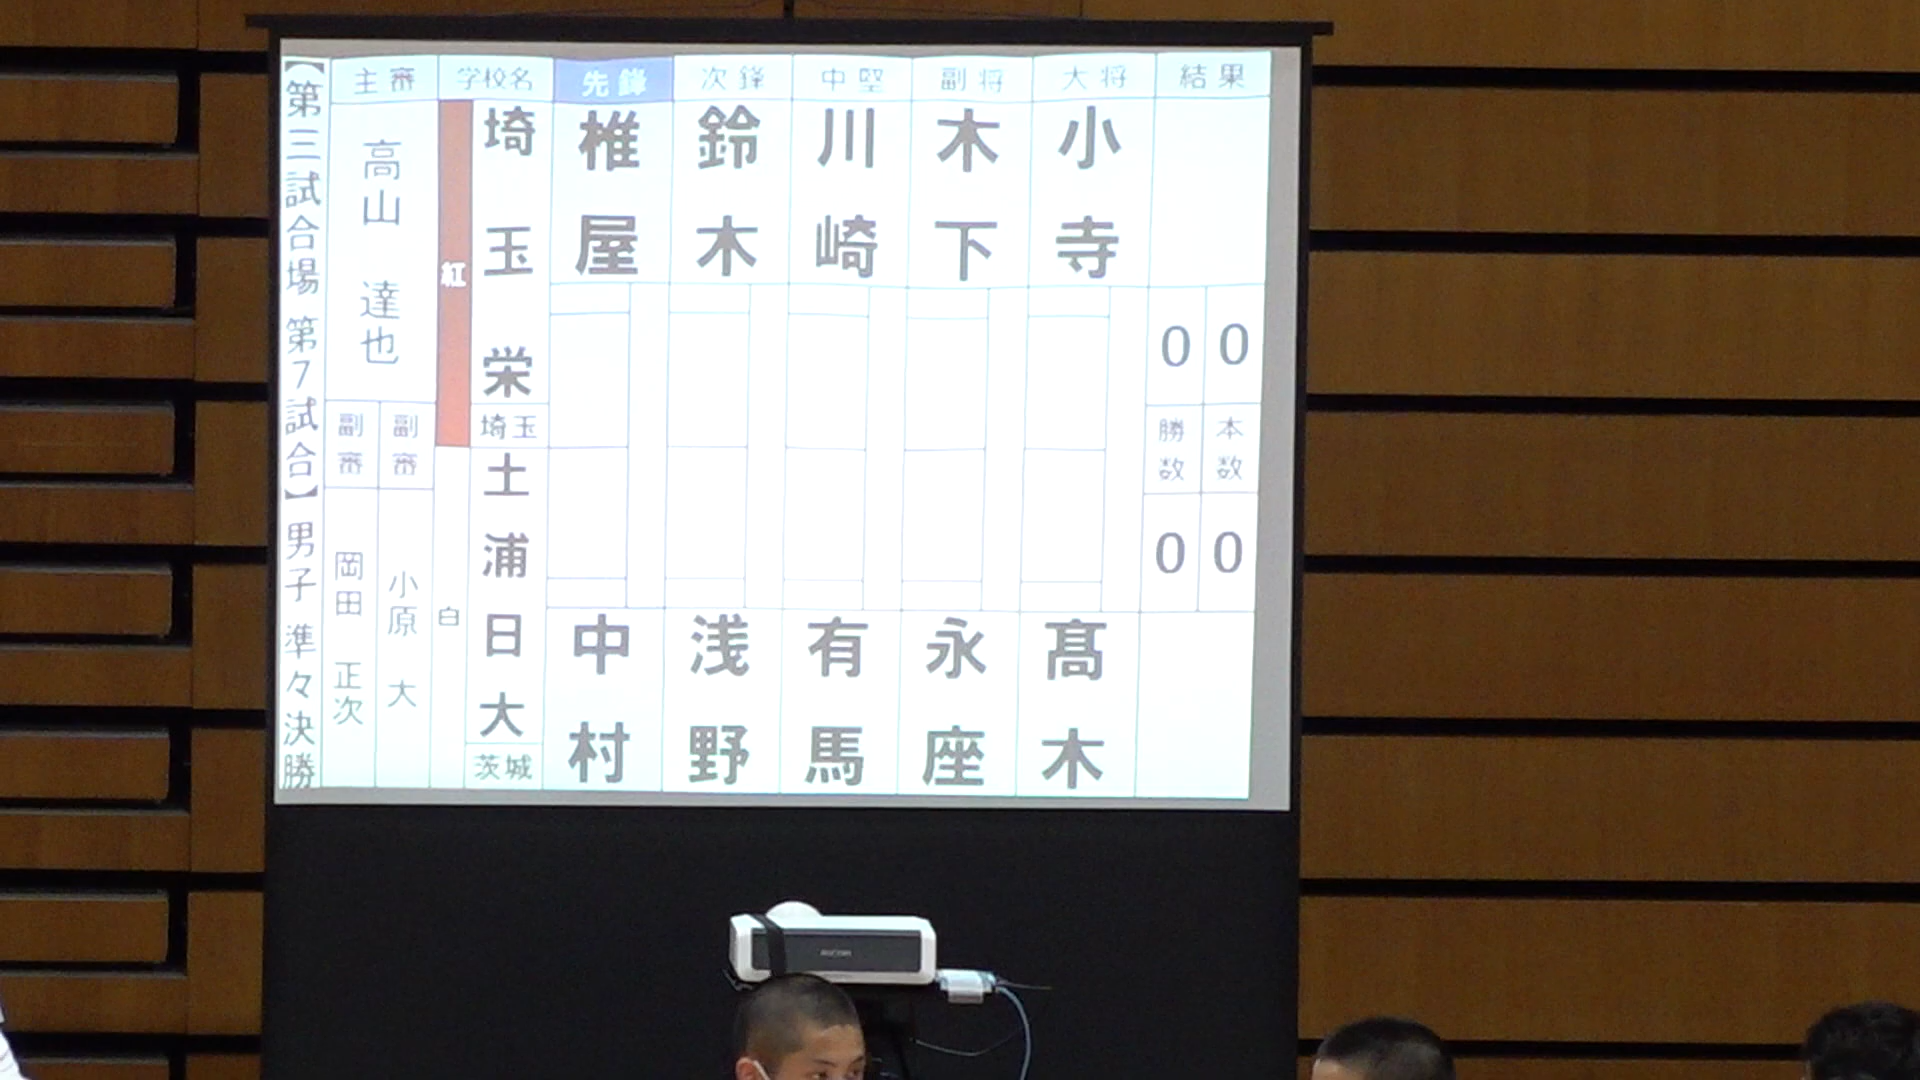 【第三試合場 第7試合】男子 準々決勝
主審
高山 達也
副審
副審
岡田 正次
小原 大
学校名
先鋒
次鋒
中堅
副将
大将
結果
紅
埼玉栄
埼玉
椎屋
鈴木
川崎
木下
小寺
0
0
勝数
本数
0
0
白
土浦日大
茨城
中村
浅野
有馬
永座
髙木